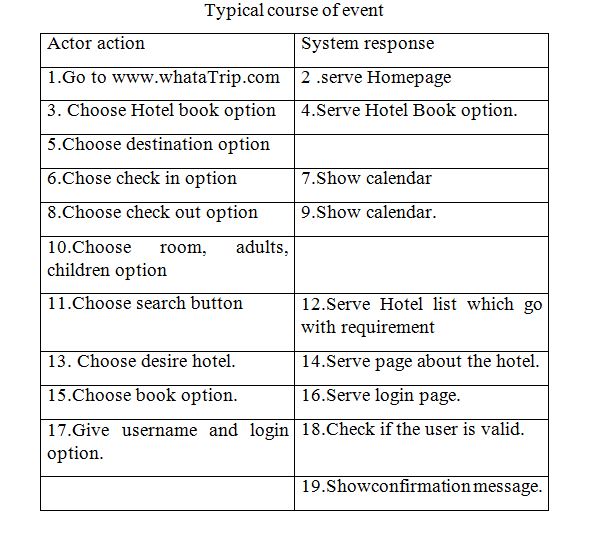 Typical course of event
Actor action System response
1.Go to www.whataTrip.com 2 .serve Homepage
3. Choose Hotel book option 4.Serve Hotel Book option.
5.Choose destination option
6.Chose check in option 7.Show calendar
8.Choose check out option 9.Show calendar.
10.Choose room, adults,
children option
11.Choose search button 12.Serve Hotel list which go
with requirement
13. Choose desire hotel. 14.Serve page about the hotel.
15.Choose book option. 16.Serve login page.
17.Give username and login 18.Check if the user is valid.
option.
19.Showconfirmationmessage.